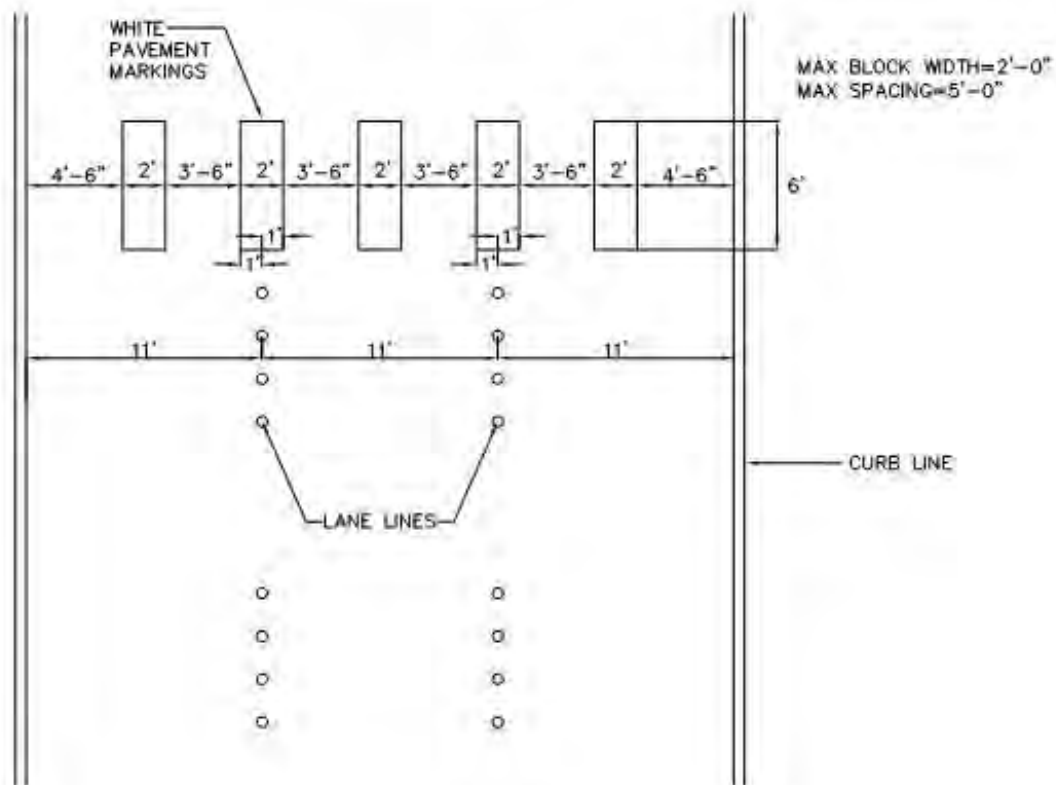 WHITE
PAVEMENT
MARKINGS
MAX BLOCK WIDTH=2'-0"
MAX SPACING=5'-0"
4'-6" 2' 3'-6" 2' 3'-6" 2' 3'-6" 2' 3'-6" 2' 4'-6" 6'
1' 1'
1' 1'
11' 11' 11'
CURB LINE
LANE LINES